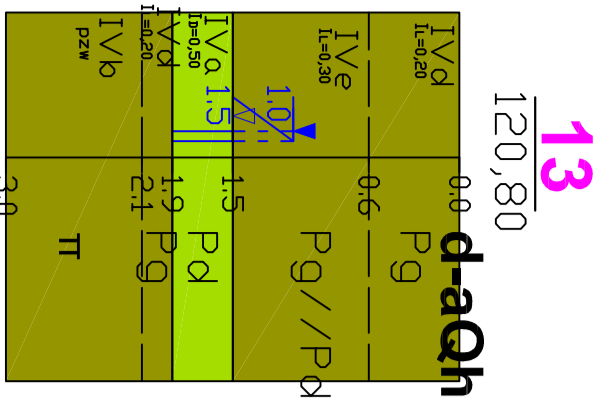 13
120,80
d-aQh
0.0
IVd
IL=0,20
Pg
0.6
IVe
IL=0,30
Pg//Pd
1.0
1.5
1.5
IVa
ID=0,50
Pd
1.9
IVd
IL=0,20
Pg
2.1
IVb
pzw
π
3.0